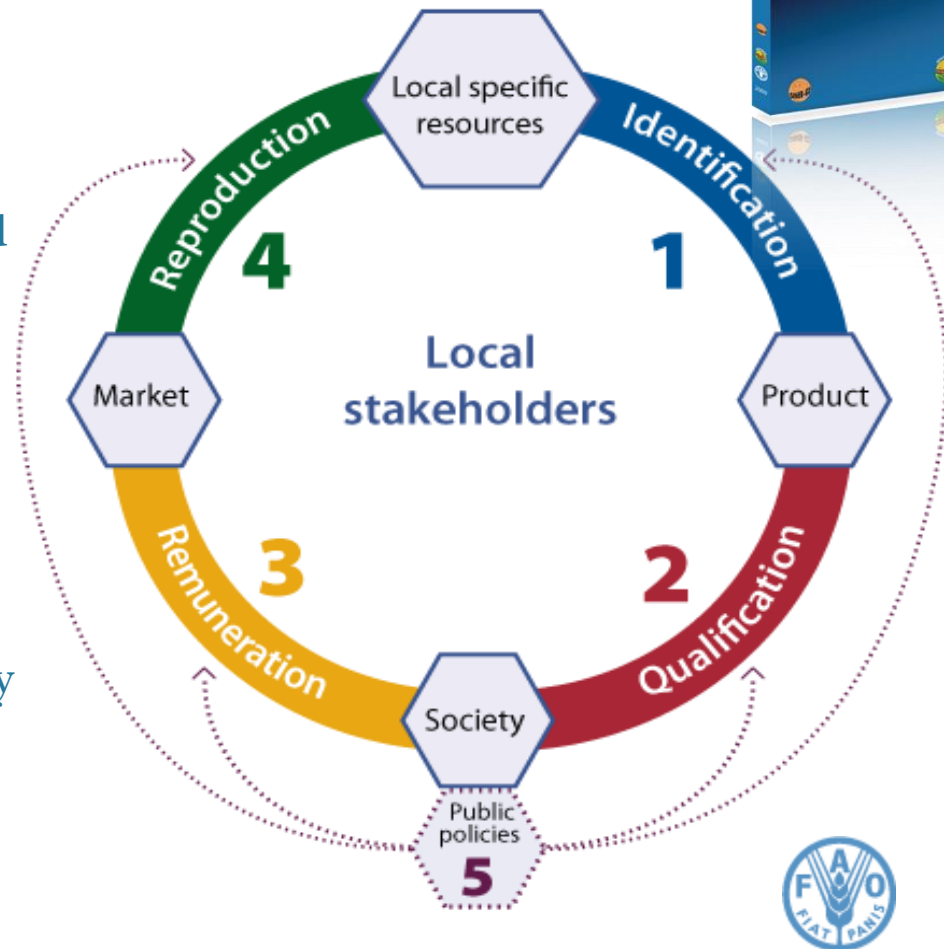 Local specific
resources
Reproduction
Identification
4
1
Local
stakeholders
Market
Product
3
2
Remuneration
Qualification
Society
Public
policies
5
F A O
FIAT PANIS